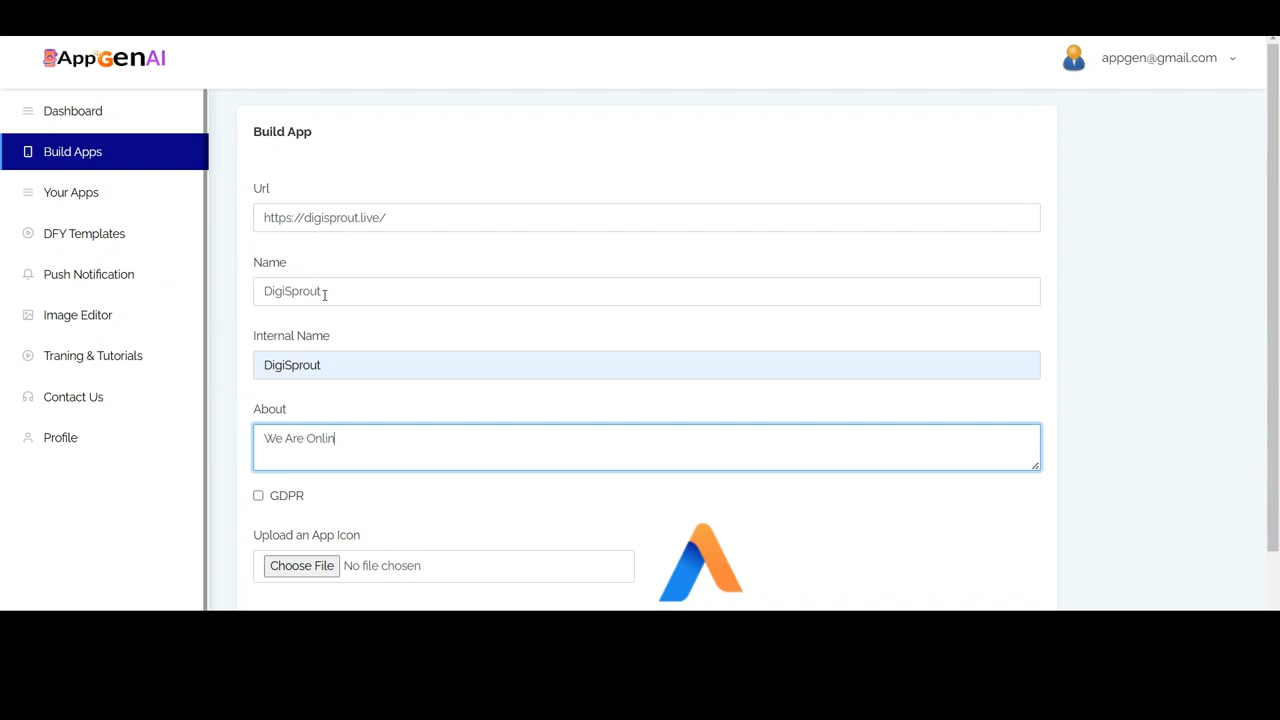 AppGenAI
appgen@gmail.com
Dashboard
Build Apps
Your Apps
DFY Templates
Push Notification
Image Editor
Traning & Tutorials
Contact Us
Profile
Build App
Url
https://digisprout.live/
Name
DigiSprout
Internal Name
DigiSprout
About
We Are Onlin
GDPR
Upload an App Icon
Choose File No file chosen